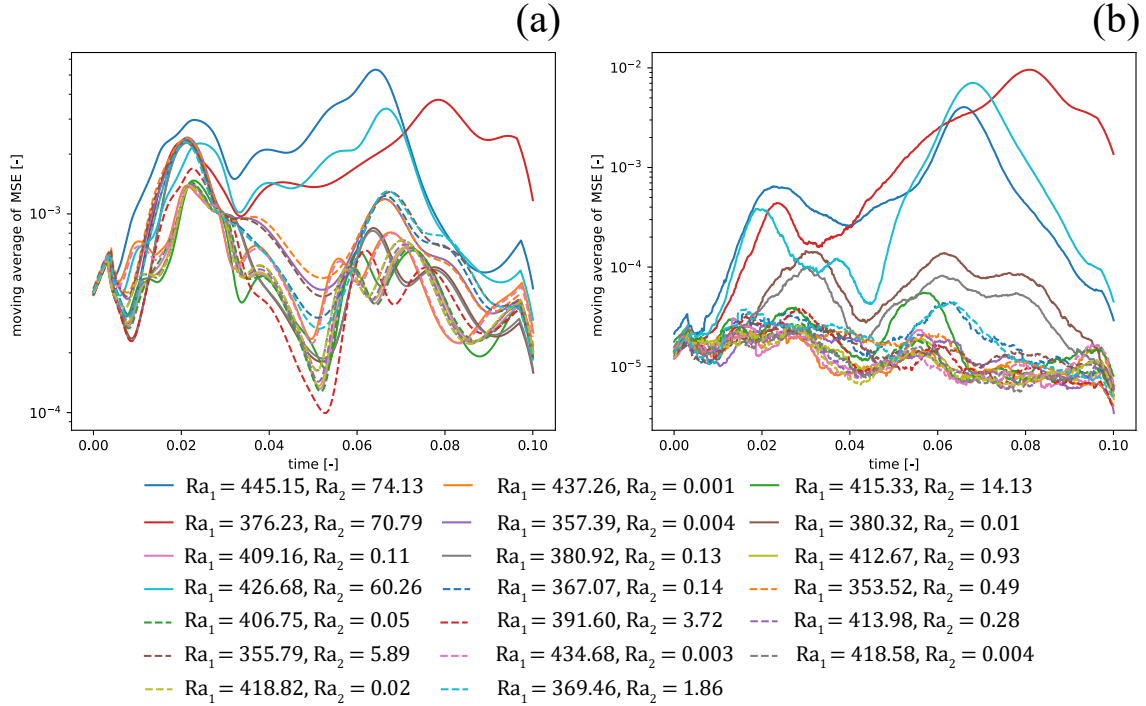 (a) (b)
moving average of MSE [-]
10⁻³
10⁻⁴
0.00 0.02 0.04 0.06 0.08 0.10
time [-]
moving average of MSE [-]
10⁻²
10⁻³
10⁻⁴
10⁻⁵
0.00 0.02 0.04 0.06 0.08 0.10
time [-]
Ra₁ = 445.15, Ra₂ = 74.13 Ra₁ = 437.26, Ra₂ = 0.001 Ra₁ = 415.33, Ra₂ = 14.13
Ra₁ = 376.23, Ra₂ = 70.79 Ra₁ = 357.39, Ra₂ = 0.004 Ra₁ = 380.32, Ra₂ = 0.01
Ra₁ = 409.16, Ra₂ = 0.11 Ra₁ = 380.92, Ra₂ = 0.13 Ra₁ = 412.67, Ra₂ = 0.93
Ra₁ = 426.68, Ra₂ = 60.26 Ra₁ = 367.07, Ra₂ = 0.14 Ra₁ = 353.52, Ra₂ = 0.49
Ra₁ = 406.75, Ra₂ = 0.05 Ra₁ = 391.60, Ra₂ = 3.72 Ra₁ = 413.98, Ra₂ = 0.28
Ra₁ = 355.79, Ra₂ = 5.89 Ra₁ = 434.68, Ra₂ = 0.003 Ra₁ = 418.58, Ra₂ = 0.004
Ra₁ = 418.82, Ra₂ = 0.02 Ra₁ = 369.46, Ra₂ = 1.86